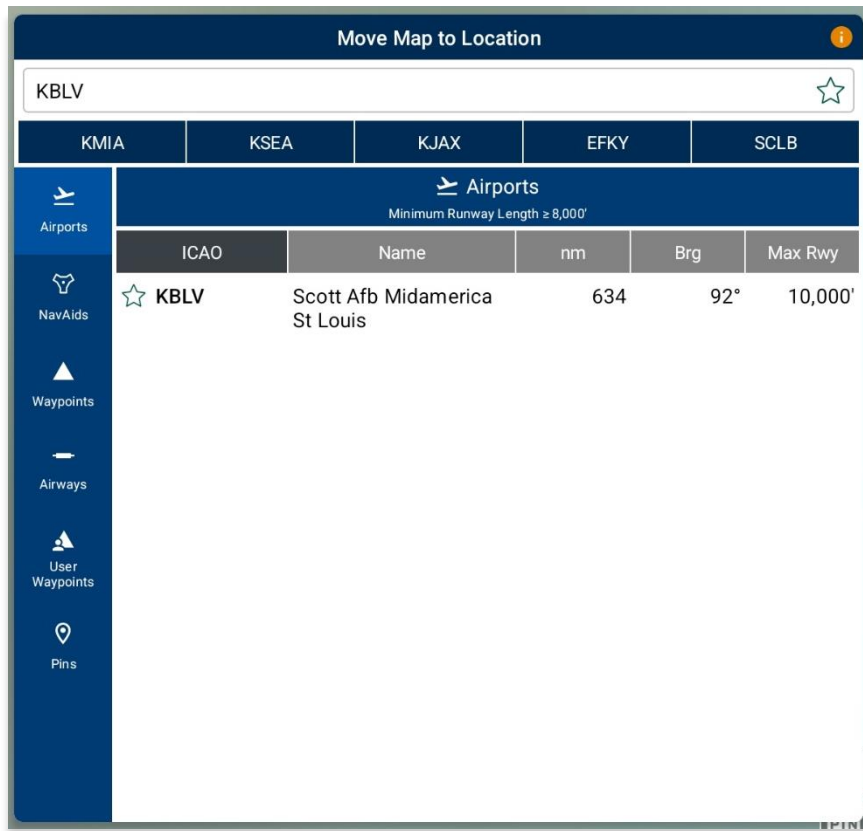 Move Map to Location
KBLV
KMIA KSEA KJAX EFKY SCLB
Airports
Minimum Runway Length ≥ 8,000'
ICAO Name nm Brg Max Rwy
KBLV Scott Afb Midamerica 634 92° 10,000'
St Louis
Airports
NavAids
Waypoints
Airways
User
Waypoints
Pins
PIN